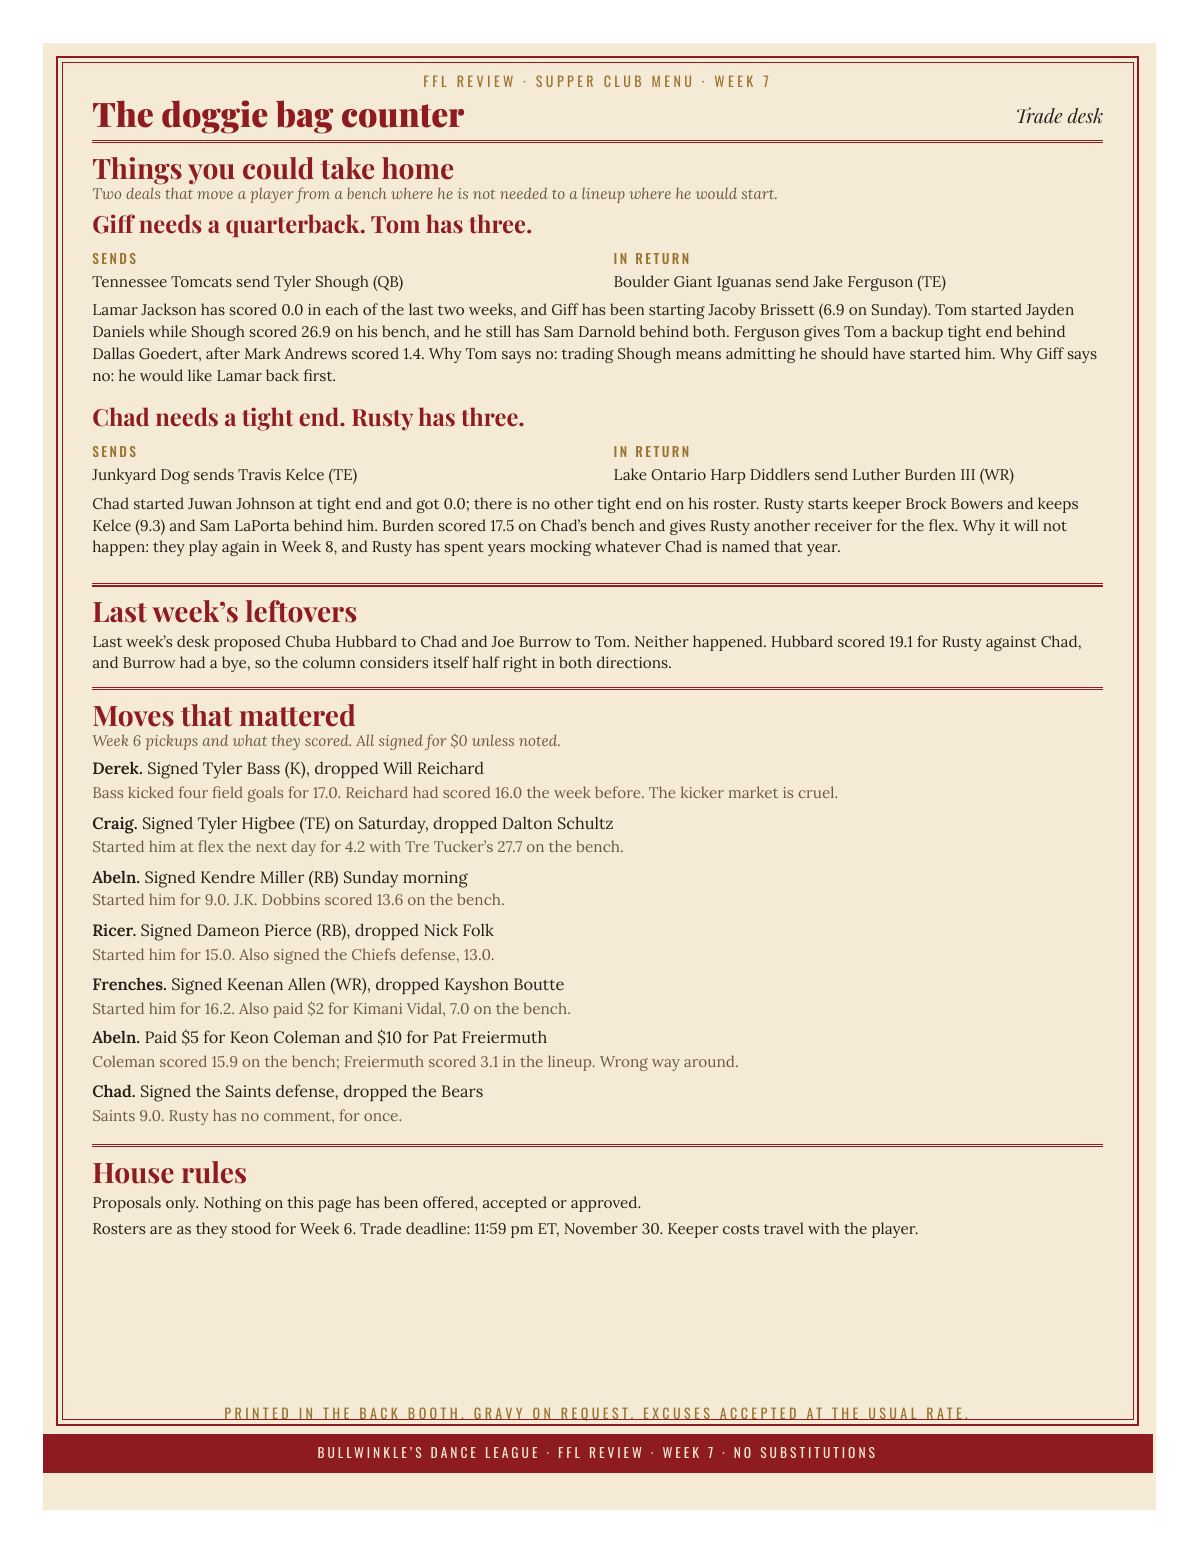 FFL REVIEW · SUPPER CLUB MENU · WEEK 7
The doggie bag counter
Trade desk
Things you could take home
Two deals that move a player from a bench where he is not needed to a lineup where he would start.
Giff needs a quarterback. Tom has three.
SENDS
Tennessee Tomcats send Tyler Shough (QB)
IN RETURN
Boulder Giant Iguanas send Jake Ferguson (TE)
Lamar Jackson has scored 0.0 in each of the last two weeks, and Giff has been starting Jacoby Brissett (6.9 on Sunday). Tom started Jayden
Daniels while Shough scored 26.9 on his bench, and he still has Sam Darnold behind both. Ferguson gives Tom a backup tight end behind
Dallas Goedert, after Mark Andrews scored 1.4. Why Tom says no: trading Shough means admitting he should have started him. Why Giff says
no: he would like Lamar back first.
Chad needs a tight end. Rusty has three.
SENDS
Junkyard Dog sends Travis Kelce (TE)
IN RETURN
Lake Ontario Harp Diddlers send Luther Burden III (WR)
Chad started Juwan Johnson at tight end and got 0.0; there is no other tight end on his roster. Rusty starts keeper Brock Bowers and keeps
Kelce (9.3) and Sam LaPorta behind him. Burden scored 17.5 on Chad’s bench and gives Rusty another receiver for the flex. Why it will not
happen: they play again in Week 8, and Rusty has spent years mocking whatever Chad is named that year.
Last week’s leftovers
Last week’s desk proposed Chuba Hubbard to Chad and Joe Burrow to Tom. Neither happened. Hubbard scored 19.1 for Rusty against Chad,
and Burrow had a bye, so the column considers itself half right in both directions.
Moves that mattered
Week 6 pickups and what they scored. All signed for $0 unless noted.
Derek. Signed Tyler Bass (K), dropped Will Reichard
Bass kicked four field goals for 17.0. Reichard had scored 16.0 the week before. The kicker market is cruel.
Craig. Signed Tyler Higbee (TE) on Saturday, dropped Dalton Schultz
Started him at flex the next day for 4.2 with Tre Tucker’s 27.7 on the bench.
Abeln. Signed Kendre Miller (RB) Sunday morning
Started him for 9.0. J.K. Dobbins scored 13.6 on the bench.
Ricer. Signed Dameon Pierce (RB), dropped Nick Folk
Started him for 15.0. Also signed the Chiefs defense, 13.0.
Frenches. Signed Keenan Allen (WR), dropped Kayshon Boutte
Started him for 16.2. Also paid $2 for Kimani Vidal, 7.0 on the bench.
Abeln. Paid $5 for Keon Coleman and $10 for Pat Freiermuth
Coleman scored 15.9 on the bench; Freiermuth scored 3.1 in the lineup. Wrong way around.
Chad. Signed the Saints defense, dropped the Bears
Saints 9.0. Rusty has no comment, for once.
House rules
Proposals only. Nothing on this page has been offered, accepted or approved.
Rosters are as they stood for Week 6. Trade deadline: 11:59 pm ET, November 30. Keeper costs travel with the player.
PRINTED IN THE BACK BOOTH. GRAVY ON REQUEST. EXCUSES ACCEPTED AT THE USUAL RATE.
BULLWINKLE’S DANCE LEAGUE · FFL REVIEW · WEEK 7 · NO SUBSTITUTIONS